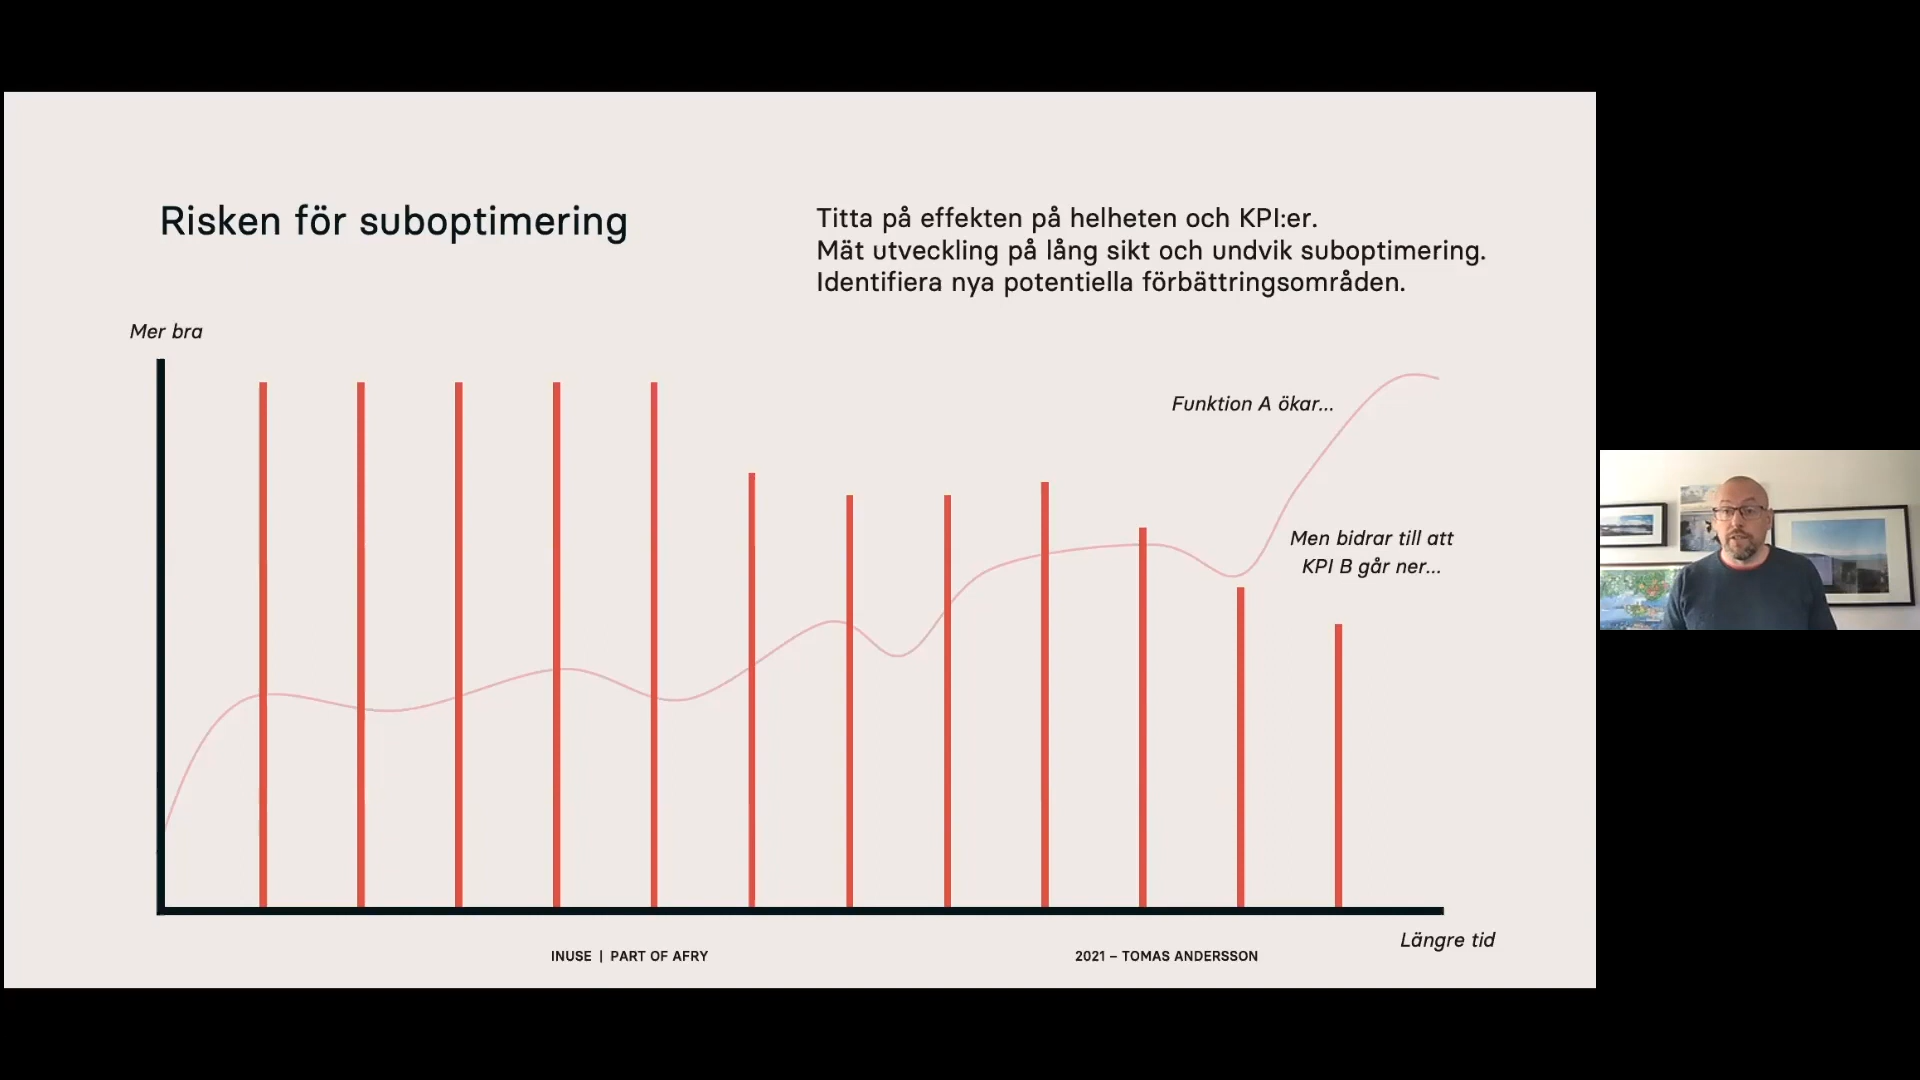 Risken för suboptimering
Titta på effekten på helheten och KPI:er.
Mät utveckling på lång sikt och undvik suboptimering.
Identifiera nya potentiella förbättringsområden.
Mer bra
Funktion A ökar...
Men bidrar till att
KPI B går ner...
Längre tid
INUSE | PART OF AFRY
2021 – TOMAS ANDERSSON